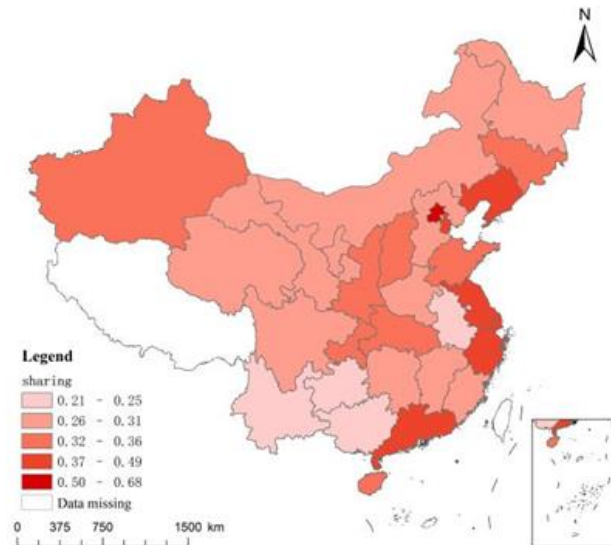 N
Legend
sharing
0.21 - 0.25
0.26 - 0.31
0.32 - 0.36
0.37 - 0.49
0.50 - 0.68
Data missing
0 375 750 1500 km